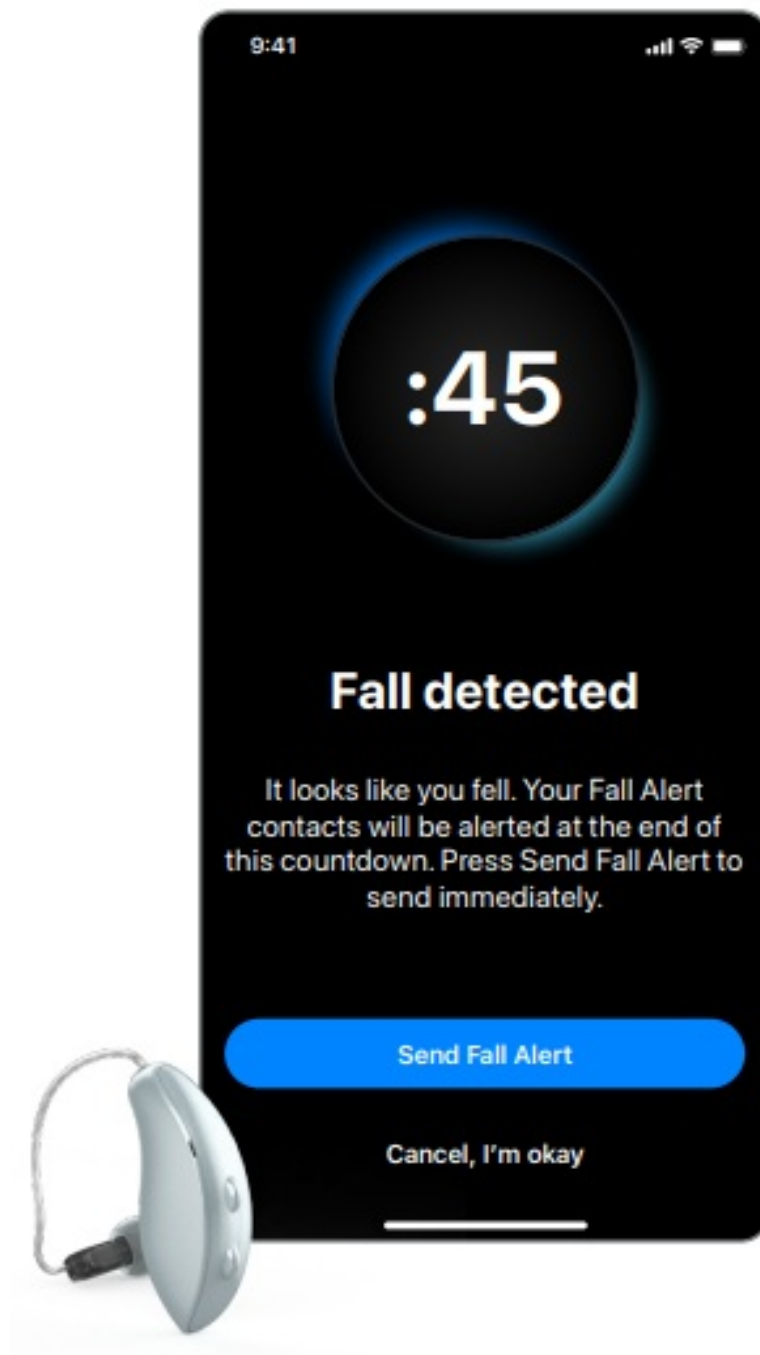 9:41
:45
Fall detected
It looks like you fell. Your Fall Alert
contacts will be alerted at the end of
this countdown. Press Send Fall Alert to
send immediately.
Send Fall Alert
Cancel, I’m okay